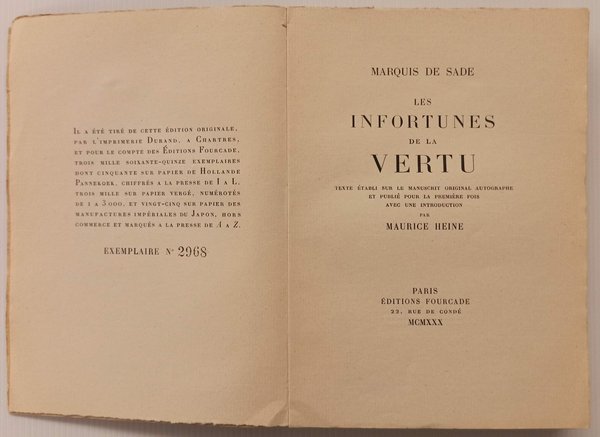 Il a été tiré de cette édition originale,
par l'imprimerie Durand, a Chartres,
et pour le compte des Éditions Fourcade,
trois mille soixante-quinze exemplaires
dont cinquante sur papier de Hollande
Pannekoek, chiffrés a la presse de I a L,
trois mille sur papier vergé, numérotés
de 1 a 3000, et vingt-cinq sur papier des
manufactures impériales du Japon, hors
commerce et marqués a la presse de A a Z.
EXEMPLAIRE N° 2968
MARQUIS DE SADE
LES
INFORTUNES
DE LA
VERTU
TEXTE ÉTABLI SUR LE MANUSCRIT ORIGINAL AUTOGRAPHE
ET PUBLIÉ POUR LA PREMIÈRE FOIS
AVEC UNE INTRODUCTION
PAR
MAURICE HEINE
PARIS
ÉDITIONS FOURCADE
22, RUE DE CONDÉ
MCMXXX